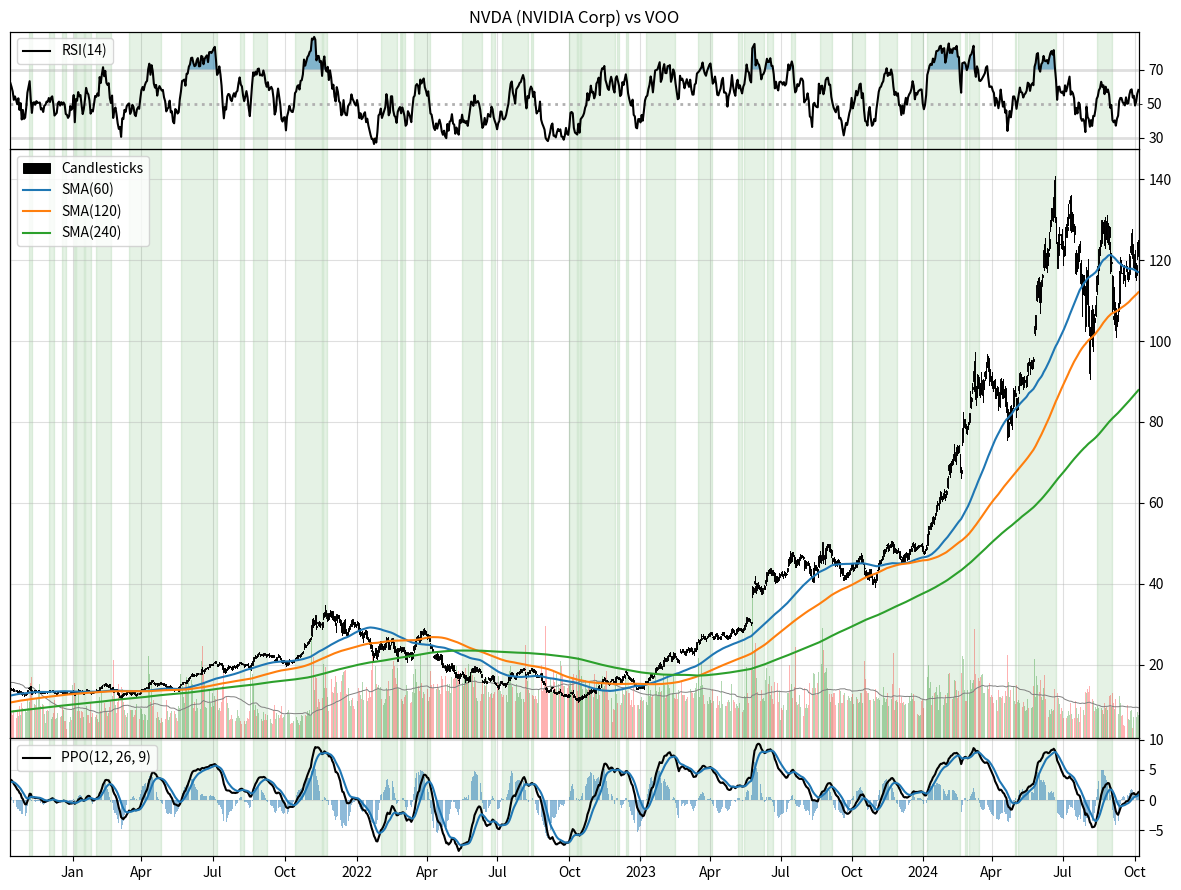 NVDA (NVIDIA Corp) vs VOO
RSI(14)
70
50
30
Candlesticks
SMA(60)
SMA(120)
SMA(240)
140
120
100
80
60
40
20
PPO(12, 26, 9)
10
5
0
−5
Jan Apr Jul Oct 2022 Apr Jul Oct 2023 Apr Jul Oct 2024 Apr Jul Oct